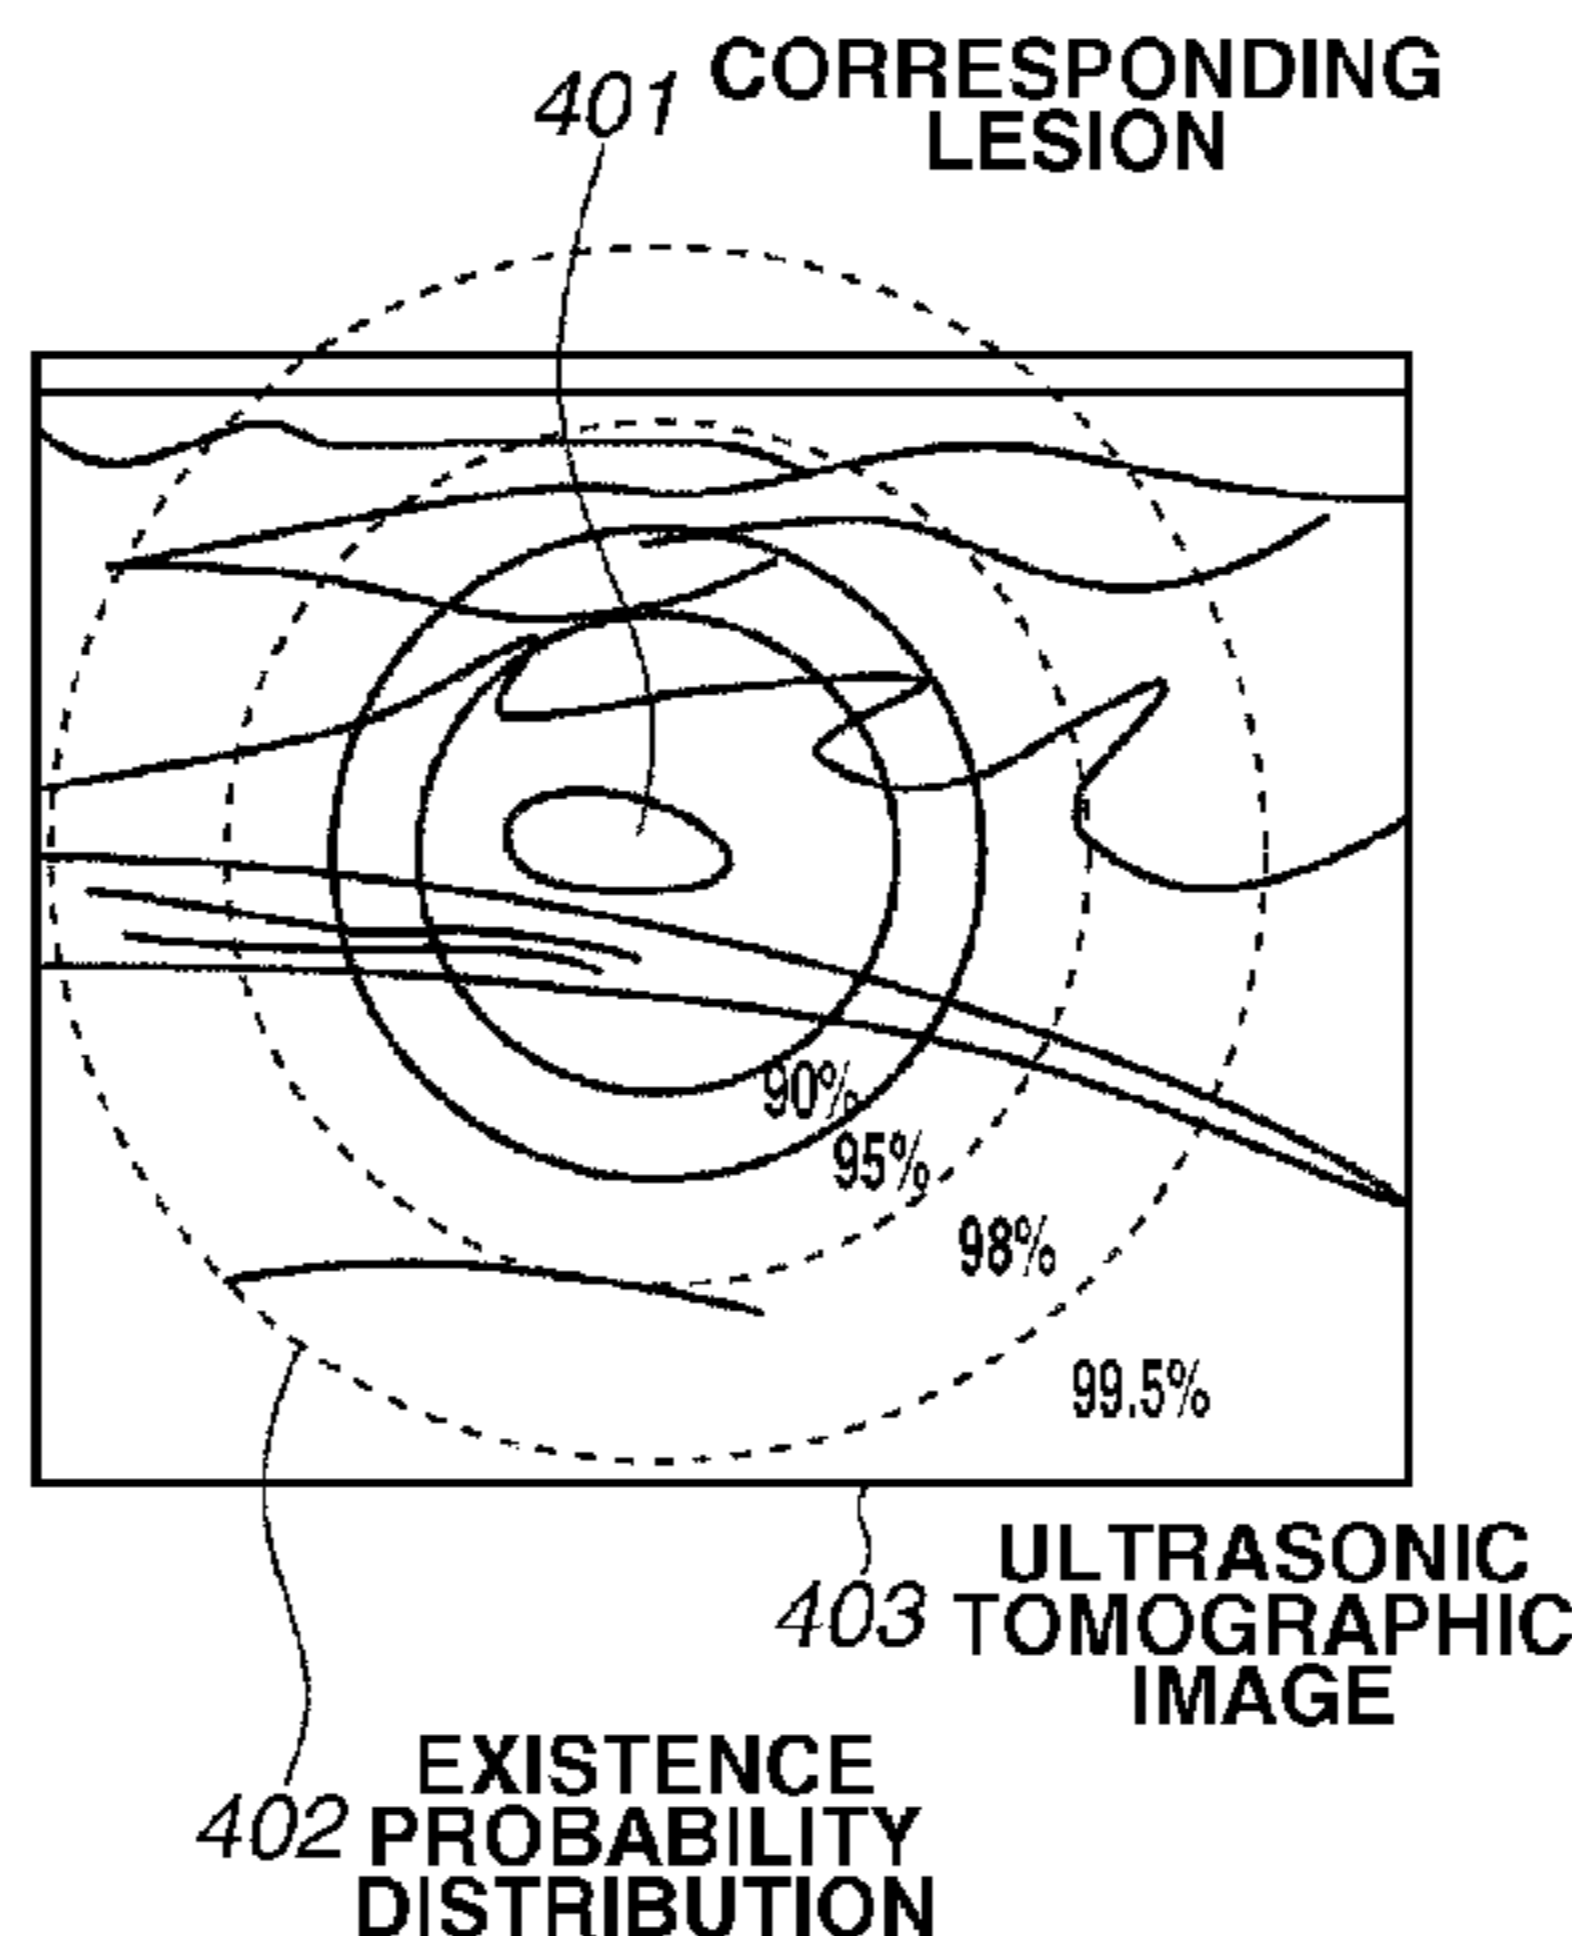 401 CORRESPONDING
LESION
90%
95%
98%
99.5%
ULTRASONIC
403 TOMOGRAPHIC
IMAGE
EXISTENCE
402 PROBABILITY
DISTRIBUTION